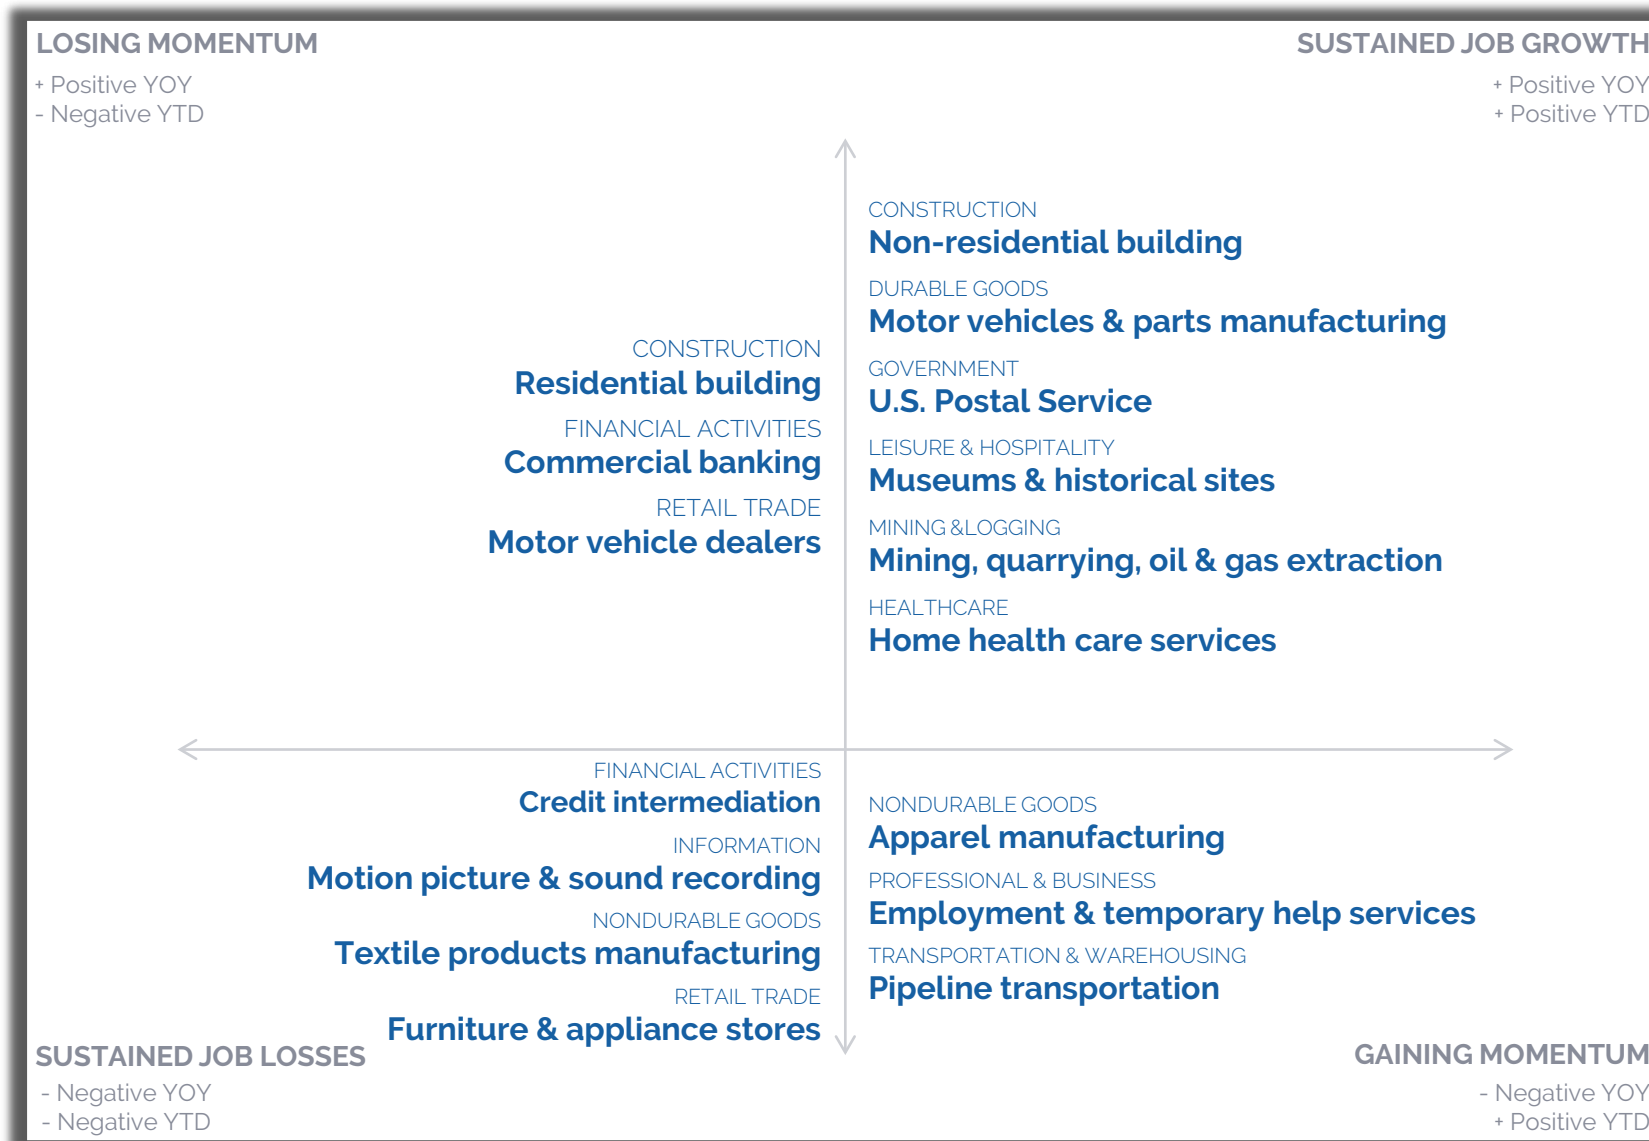 LOSING MOMENTUM
+ Positive YOY
- Negative YTD
SUSTAINED JOB GROWTH
+ Positive YOY
+ Positive YTD
CONSTRUCTION
Residential building
FINANCIAL ACTIVITIES
Commercial banking
RETAIL TRADE
Motor vehicle dealers
CONSTRUCTION
Non-residential building
DURABLE GOODS
Motor vehicles & parts manufacturing
GOVERNMENT
U.S. Postal Service
LEISURE & HOSPITALITY
Museums & historical sites
MINING &LOGGING
Mining, quarrying, oil & gas extraction
HEALTHCARE
Home health care services
FINANCIAL ACTIVITIES
Credit intermediation
INFORMATION
Motion picture & sound recording
NONDURABLE GOODS
Textile products manufacturing
RETAIL TRADE
Furniture & appliance stores
NONDURABLE GOODS
Apparel manufacturing
PROFESSIONAL & BUSINESS
Employment & temporary help services
TRANSPORTATION & WAREHOUSING
Pipeline transportation
SUSTAINED JOB LOSSES
- Negative YOY
- Negative YTD
GAINING MOMENTUM
- Negative YOY
+ Positive YTD